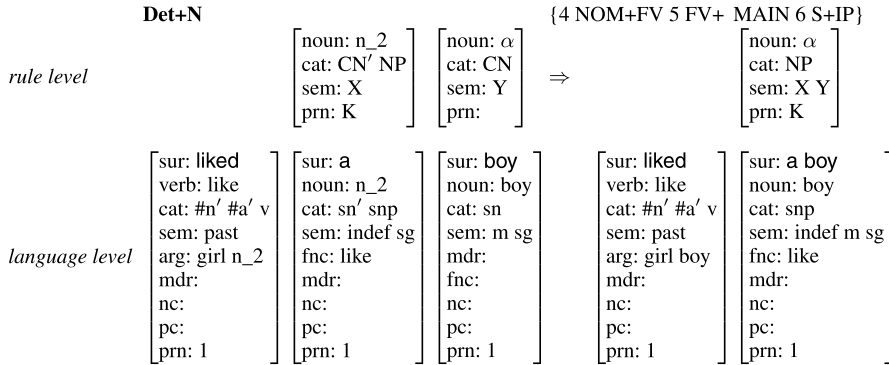 Det+N {4 NOM+FV 5 FV+ MAIN 6 S+IP}
noun: n_2 noun: α noun: α
cat: CN′ NP cat: CN cat: NP
rule level ⇒
sem: X sem: Y sem: X Y
prn: K prn: prn: K
sur: liked sur: a sur: boy sur: liked sur: a boy
verb: like noun: n_2 noun: boy verb: like noun: boy
cat: #n′ #a′ v cat: sn′ snp cat: sn cat: #n′ #a′ v cat: snp
sem: past sem: indef sg sem: m sg sem: past sem: indef m sg
language level arg: girl n_2 fnc: like mdr: arg: girl boy fnc: like
mdr: mdr: fnc: mdr: mdr:
nc: nc: nc: nc: nc:
pc: pc: pc: pc: pc:
prn: 1 prn: 1 prn: 1 prn: 1 prn: 1